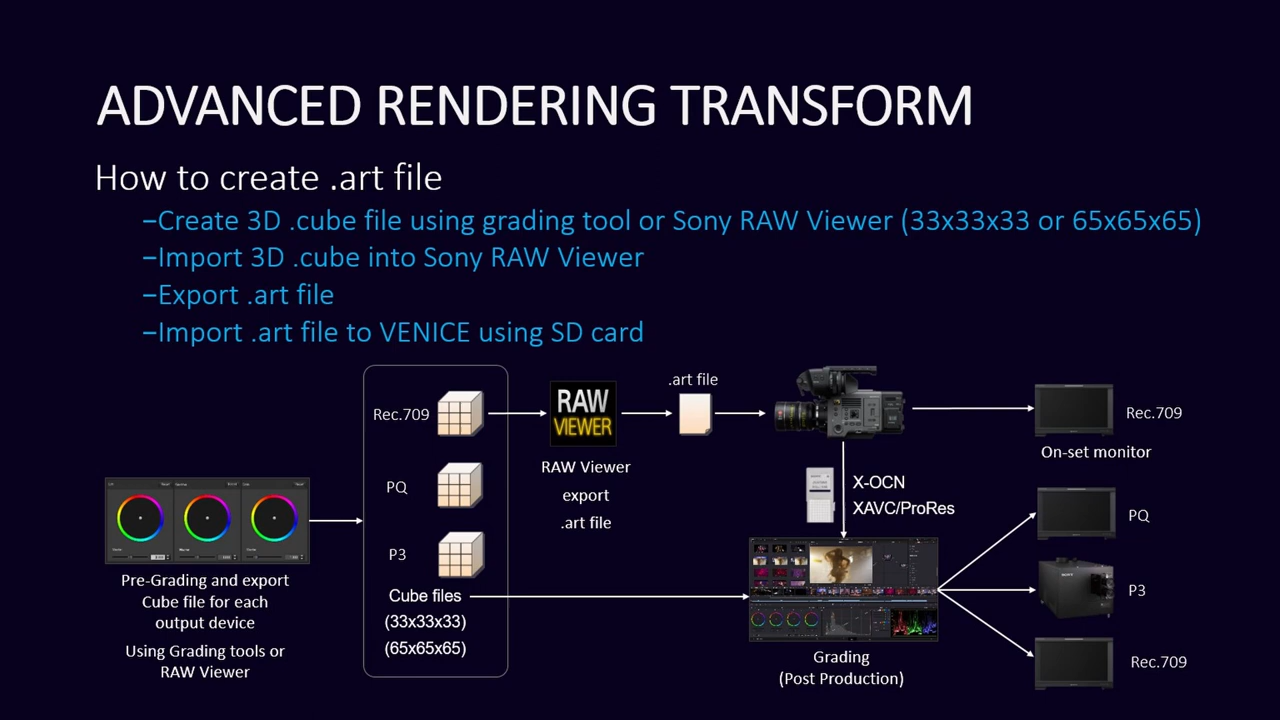 ADVANCED RENDERING TRANSFORM
How to create .art file
–Create 3D .cube file using grading tool or Sony RAW Viewer (33x33x33 or 65x65x65)
–Import 3D .cube into Sony RAW Viewer
–Export .art file
–Import .art file to VENICE using SD card
Pre-Grading and export
Cube file for each
output device
Using Grading tools or
RAW Viewer
Rec.709
PQ
P3
Cube files
(33x33x33)
(65x65x65)
RAW
VIEWER
RAW Viewer
export
.art file
.art file
X-OCN
XAVC/ProRes
Grading
(Post Production)
Rec.709
On-set monitor
PQ
SONY
P3
Rec.709